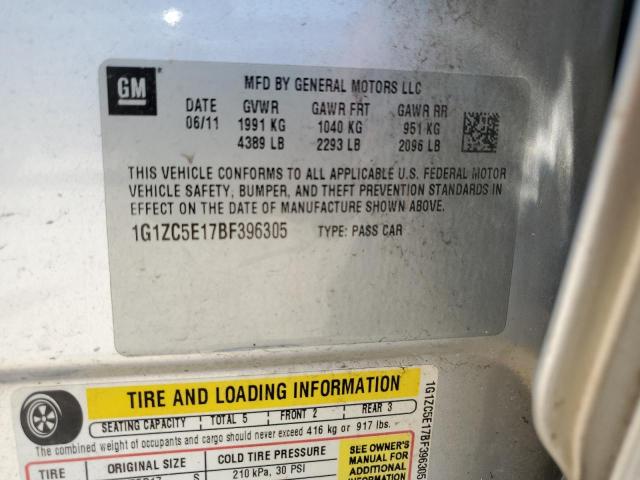 GM
MFD BY GENERAL MOTORS LLC
DATE GVWR GAWR FRT GAWR RR
06/11 1991 KG 1040 KG 951 KG
4389 LB 2293 LB 2096 LB
THIS VEHICLE CONFORMS TO ALL APPLICABLE U.S. FEDERAL MOTOR
VEHICLE SAFETY, BUMPER, AND THEFT PREVENTION STANDARDS IN
EFFECT ON THE DATE OF MANUFACTURE SHOWN ABOVE.
1G1ZC5E17BF396305 TYPE: PASS CAR
TIRE AND LOADING INFORMATION
SEATING CAPACITY TOTAL 5 FRONT 2 REAR 3
The combined weight of occupants and cargo should never exceed 416 kg or 917 lbs.
TIRE ORIGINAL SIZE COLD TIRE PRESSURE
S 210 kPa, 30 PSI
SEE OWNER'S
MANUAL FOR
ADDITIONAL
1G1ZC5E17BF396305